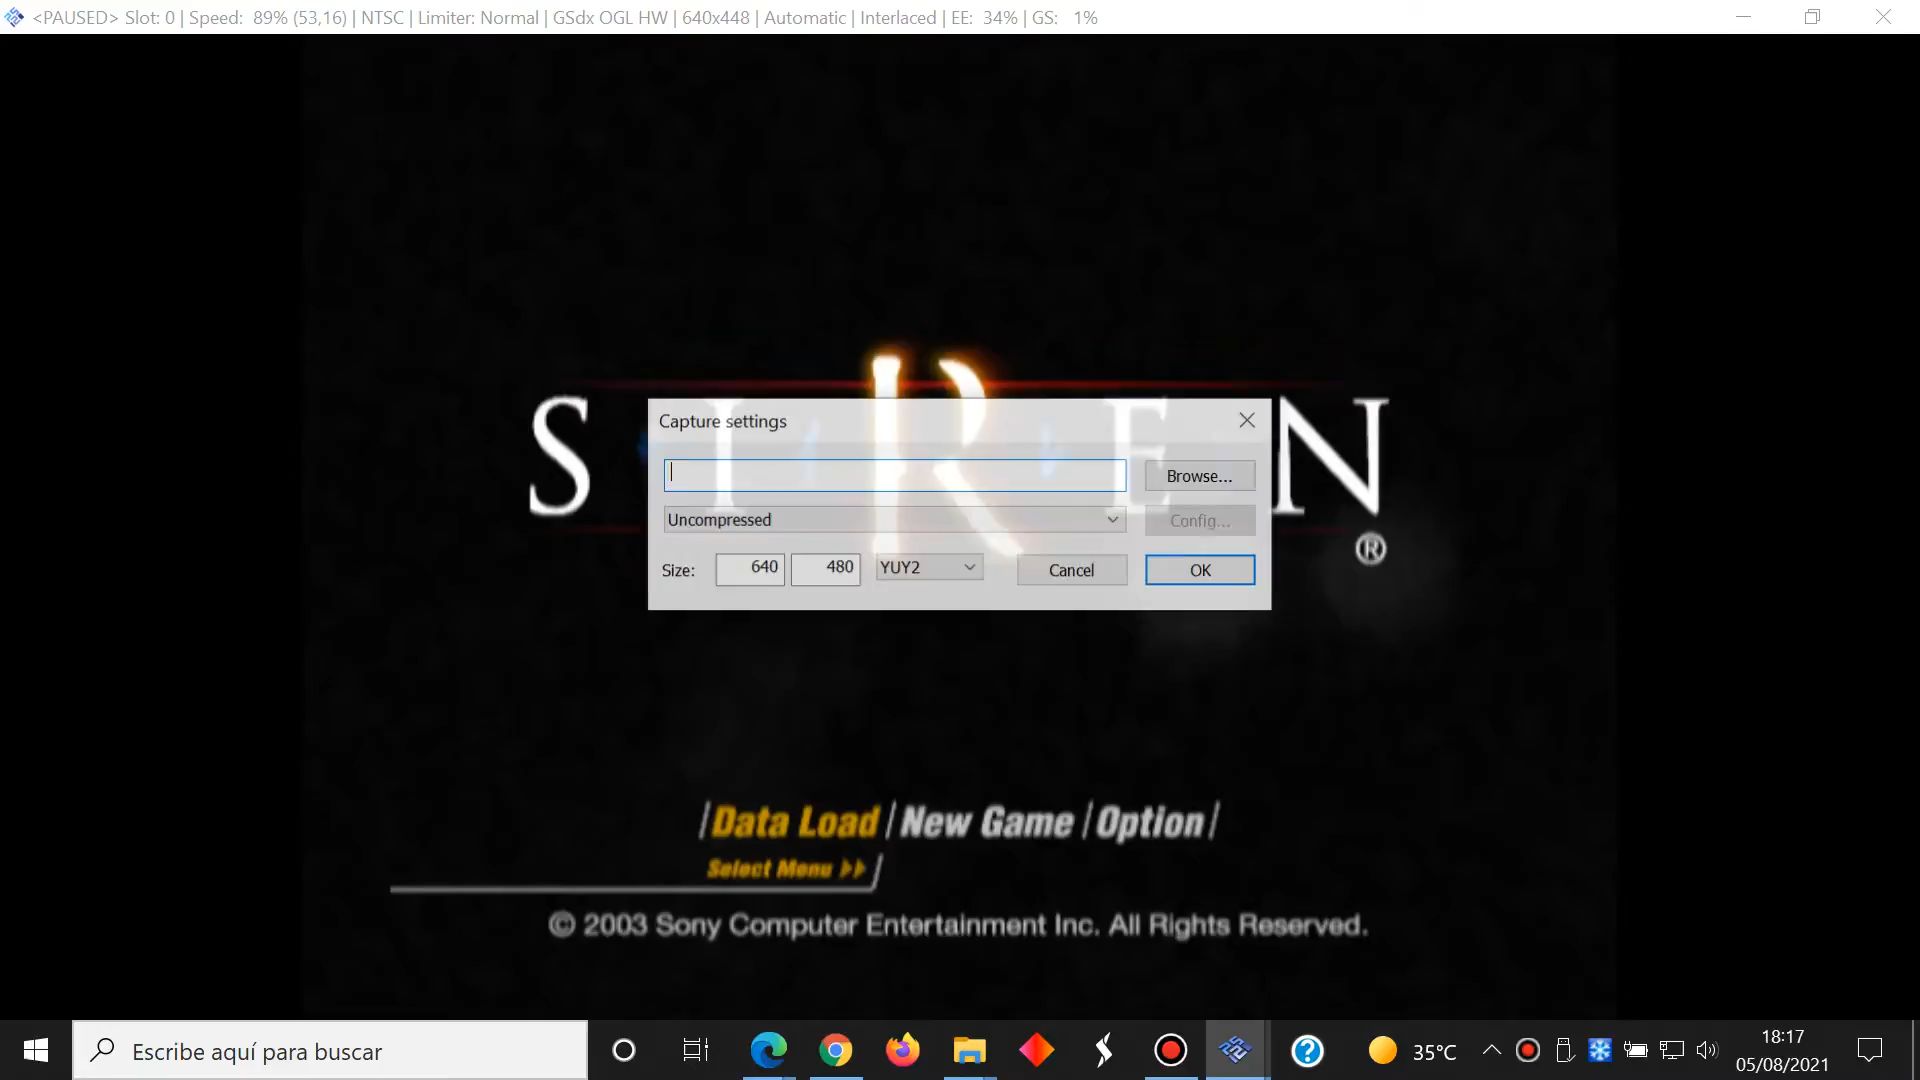 <PAUSED> Slot: 0 | Speed: 89% (53,16) | NTSC | Limiter: Normal | GSdx OGL HW | 640x448 | Automatic | Interlaced | EE: 34% | GS: 1%
SIREN
®
Capture settings
Browse...
Uncompressed
Config...
Size: 640 480 YUY2 Cancel OK
/Data Load/New Game/Option/
Select Menu
© 2003 Sony Computer Entertainment Inc. All Rights Reserved.
Escribe aquí para buscar
35°C
18:17
05/08/2021